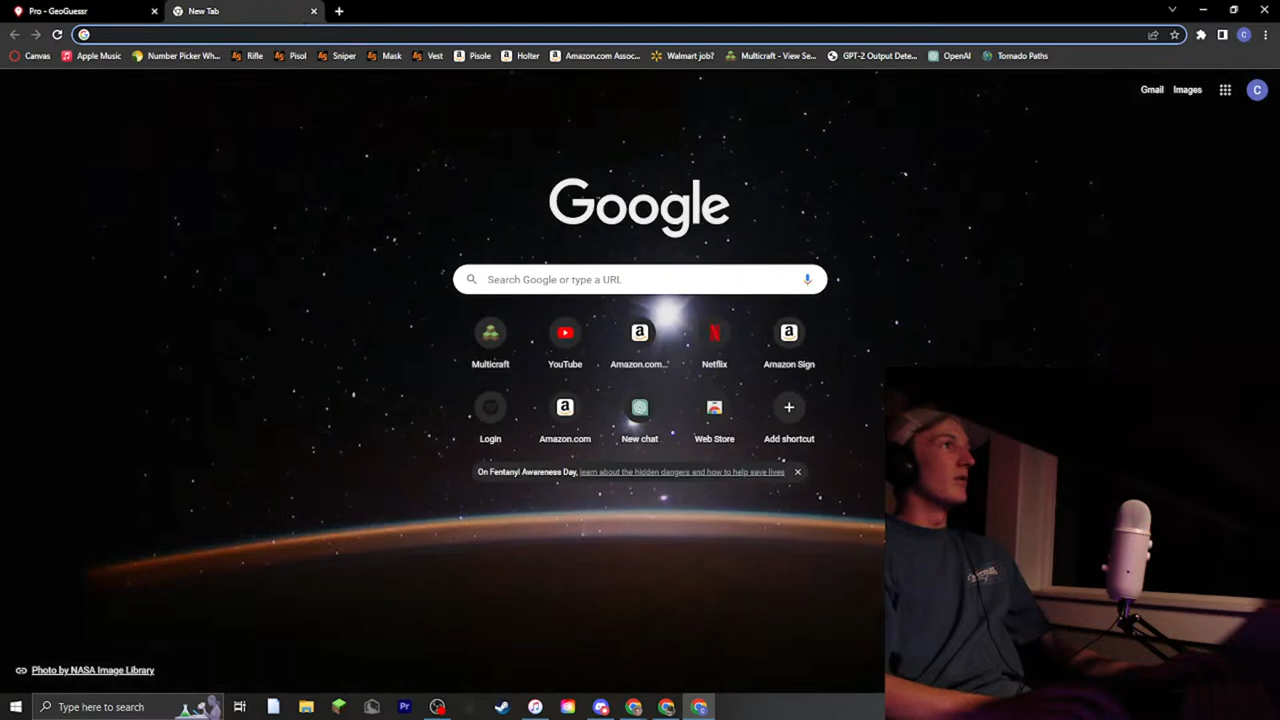 Pro - GeoGuessr
New Tab
Canvas
Apple Music
Number Picker Wh...
Rifle
Pisol
Sniper
Mask
Vest
Pisole
Holter
Amazon.com Assoc...
Walmart job?
Multicraft - View Se...
GPT-2 Output Dete...
OpenAI
Tornado Paths
Gmail
Images
C
Google
Search Google or type a URL
Multicraft
YouTube
Amazon.com...
Netflix
Amazon Sign
Login
Amazon.com
New chat
Web Store
Add shortcut
On Fentanyl Awareness Day, learn about the hidden dangers and how to help save lives
Photo by NASA Image Library
Type here to search
Pr